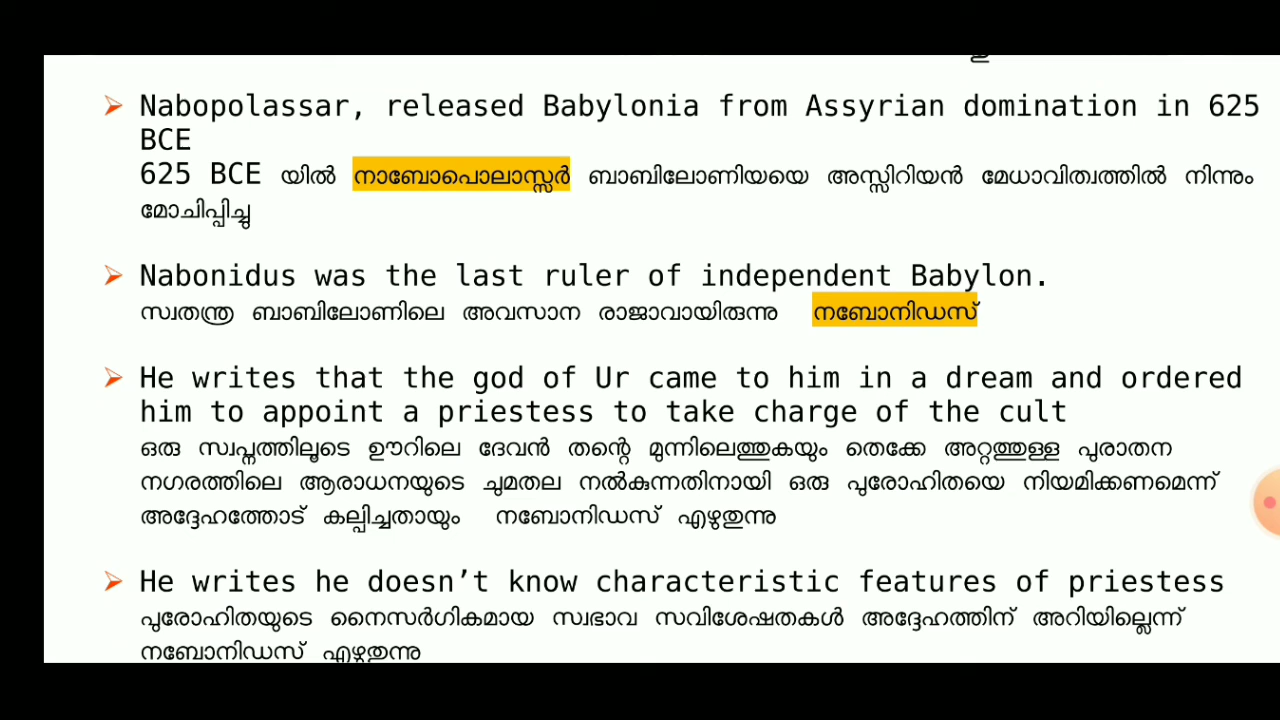 Nabopolassar, released Babylonia from Assyrian domination in 625
BCE
625 BCE യിൽ നാബോപൊലാസ്സർ ബാബിലോണിയയെ അസ്സിറിയൻ മേധാവിത്വത്തിൽ നിന്നും
മോചിപ്പിച്ചു
Nabonidus was the last ruler of independent Babylon.
സ്വതന്ത്ര ബാബിലോണിലെ അവസാന രാജാവായിരുന്നു നബോനിഡസ്
He writes that the god of Ur came to him in a dream and ordered
him to appoint a priestess to take charge of the cult
ഒരു സ്വപ്നത്തിലൂടെ ഊറിലെ ദേവൻ തന്റെ മുന്നിലെത്തുകയും തെക്കേ അറ്റത്തുള്ള പുരാതന
നഗരത്തിലെ ആരാധനയുടെ ചുമതല നൽകുന്നതിനായി ഒരു പുരോഹിതയെ നിയമിക്കണമെന്ന്
അദ്ദേഹത്തോട് കല്പിച്ചതായും നബോനിഡസ് എഴുതുന്നു
He writes he doesn’t know characteristic features of priestess
പുരോഹിതയുടെ നൈസർഗികമായ സ്വഭാവ സവിശേഷതകൾ അദ്ദേഹത്തിന് അറിയില്ലെന്ന്
നബോനിഡസ് എഴുതുന്നു